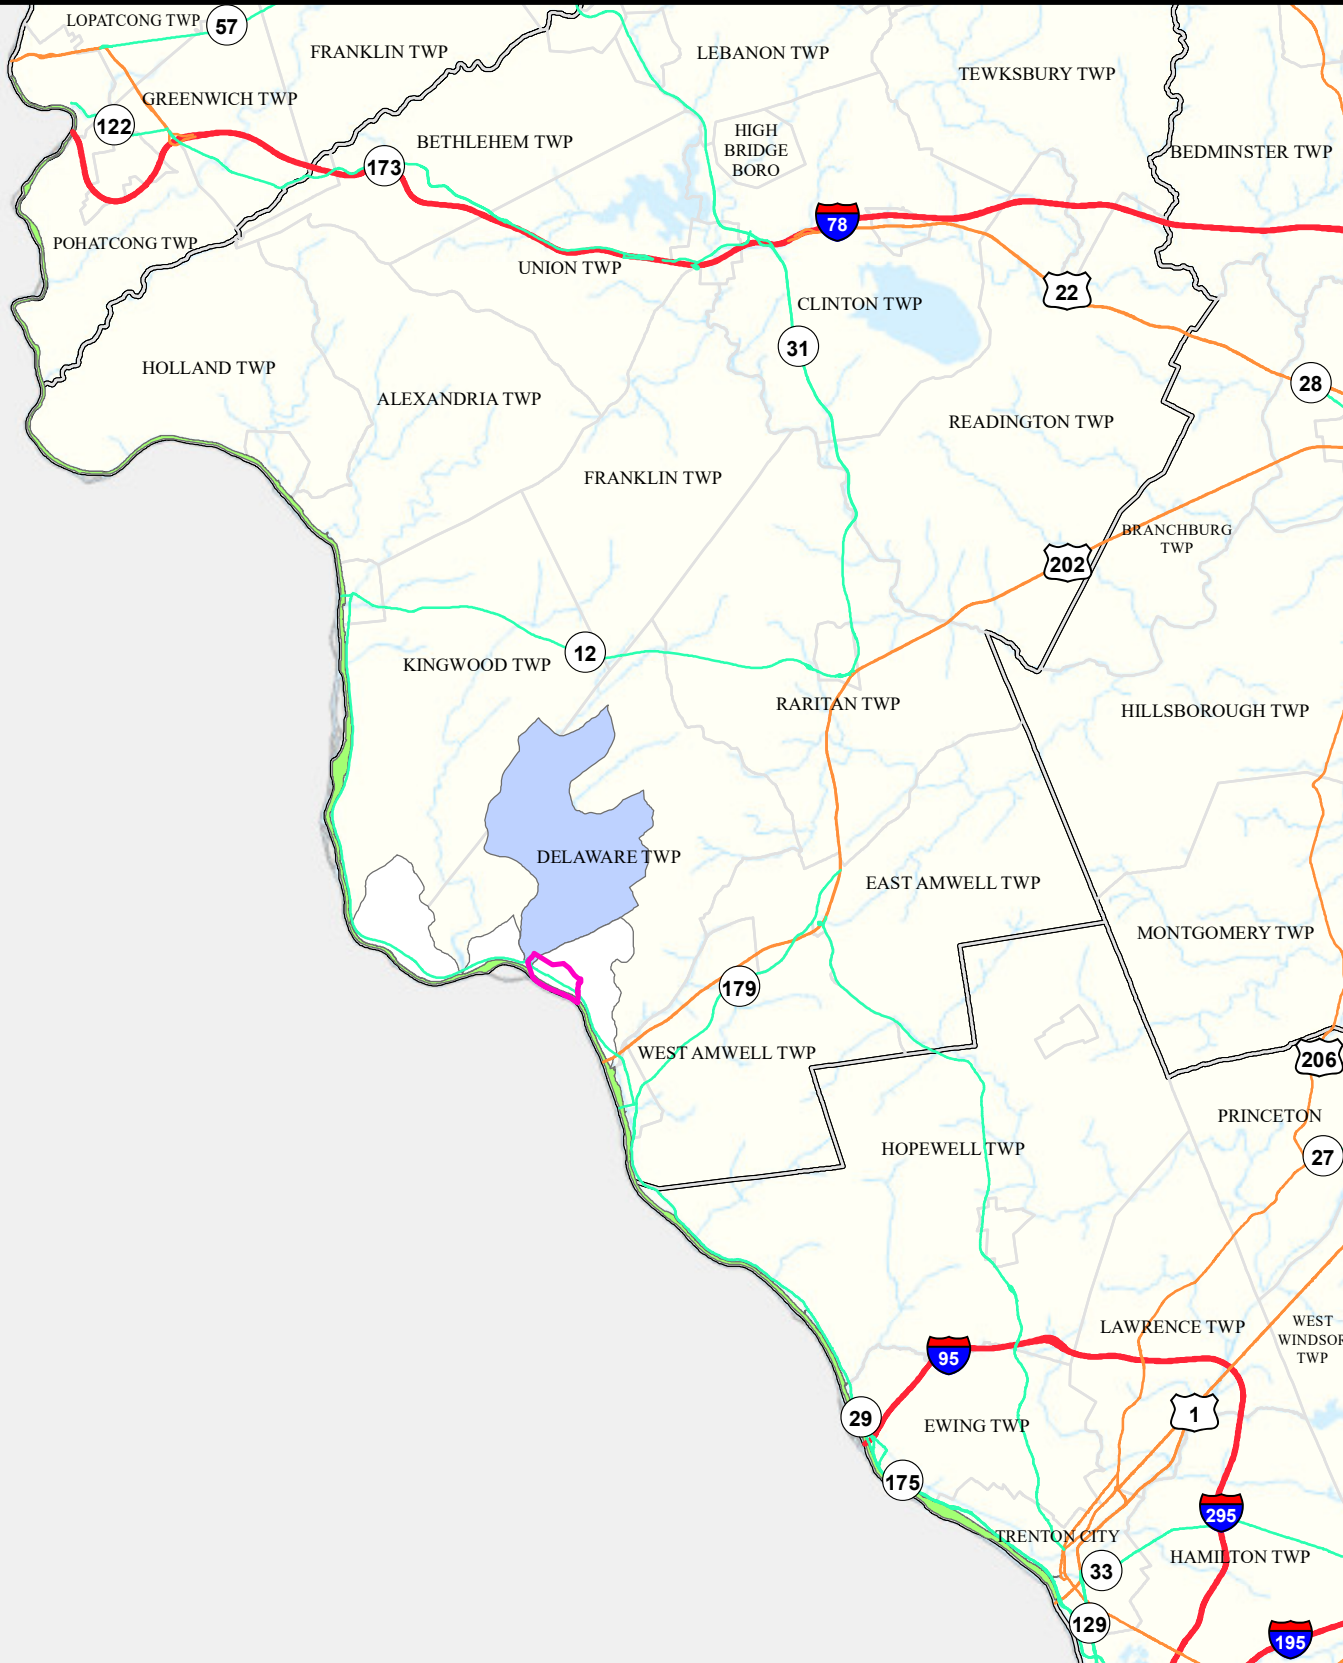 LOPATCONG TWP
57
FRANKLIN TWP
LEBANON TWP
TEWKSBURY TWP
GREENWICH TWP
122
BETHLEHEM TWP
HIGH
BRIDGE
BORO
BEDMINSTER TWP
173
78
POHATCONG TWP
UNION TWP
22
CLINTON TWP
31
HOLLAND TWP
28
ALEXANDRIA TWP
READINGTON TWP
FRANKLIN TWP
BRANCHBURG
TWP
202
KINGWOOD TWP
12
RARITAN TWP
HILLSBOROUGH TWP
DELAWARE TWP
EAST AMWELL TWP
MONTGOMERY TWP
179
WEST AMWELL TWP
206
PRINCETON
HOPEWELL TWP
27
LAWRENCE TWP
WEST
WINDSOR
TWP
95
29
EWING TWP
1
175
295
TRENTON CITY
HAMILTON TWP
33
129
195